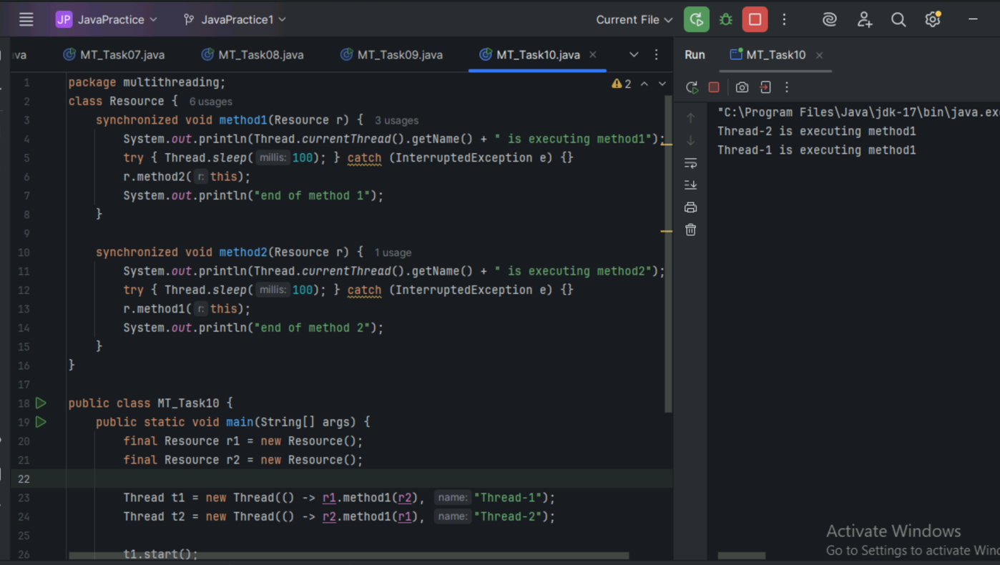 JP JavaPractice JavaPractice1 Current File
va MT_Task07.java MT_Task08.java MT_Task09.java MT_Task10.java Run MT_Task10
1 package multithreading; 2
2 class Resource { 6 usages
3 synchronized void method1(Resource r) { 3 usages
4 System.out.println(Thread.currentThread().getName() + " is executing method1");
5 try { Thread.sleep( millis: 100); } catch (InterruptedException e) {}
6 r.method2( r: this);
7 System.out.println("end of method 1");
8 }
9
10 synchronized void method2(Resource r) { 1 usage
11 System.out.println(Thread.currentThread().getName() + " is executing method2");
12 try { Thread.sleep( millis: 100); } catch (InterruptedException e) {}
13 r.method1( r: this);
14 System.out.println("end of method 2");
15 }
16 }
17
18 public class MT_Task10 {
19 public static void main(String[] args) {
20 final Resource r1 = new Resource();
21 final Resource r2 = new Resource();
22
23 Thread t1 = new Thread(() -> r1.method1(r2), name: "Thread-1");
24 Thread t2 = new Thread(() -> r2.method1(r1), name: "Thread-2");
25
26 t1.start();
"C:\Program Files\Java\jdk-17\bin\java.exe
Thread-2 is executing method1
Thread-1 is executing method1
Activate Windows
Go to Settings to activate Win